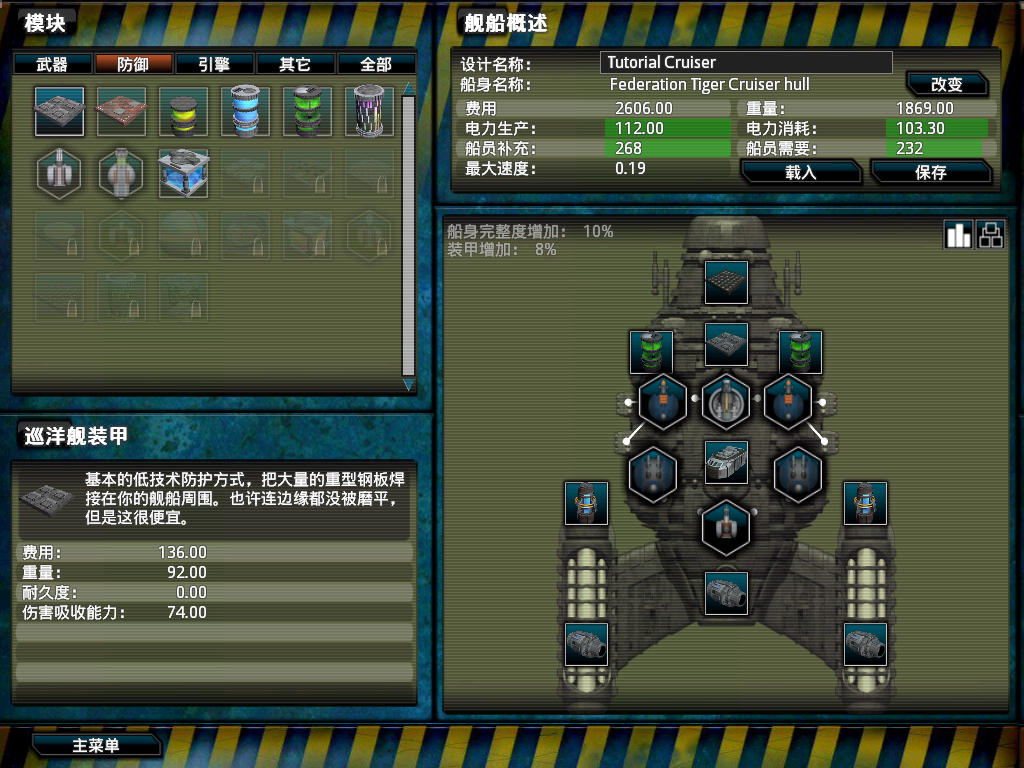 模块
武器 防御 引擎 其它 全部
巡洋舰装甲
基本的低技术防护方式，把大量的重型钢板焊
接在你的舰船周围。也许连边缘都没被磨平，
但是这很便宜。
费用： 136.00
重量： 92.00
耐久度： 0.00
伤害吸收能力： 74.00
主菜单
舰船概述
设计名称： Tutorial Cruiser
船身名称： Federation Tiger Cruiser hull
改变
费用 2606.00 重量： 1869.00
电力生产： 112.00 电力消耗： 103.30
船员补充： 268 船员需要： 232
最大速度： 0.19 载入 保存
船身完整度增加： 10%
装甲增加： 8%